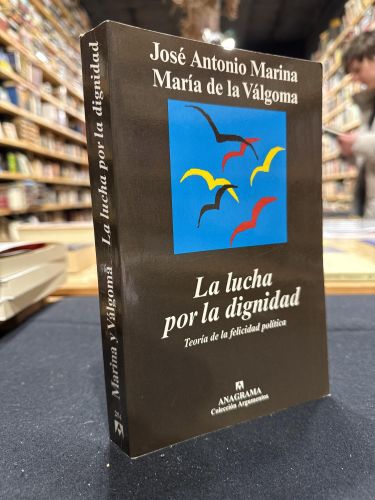 José Antonio Marina
María de la Válgoma
La lucha
por la dignidad
Teoría de la felicidad política
ANAGRAMA
Colección Argumentos
Marina y Válgoma La lucha por la dignidad